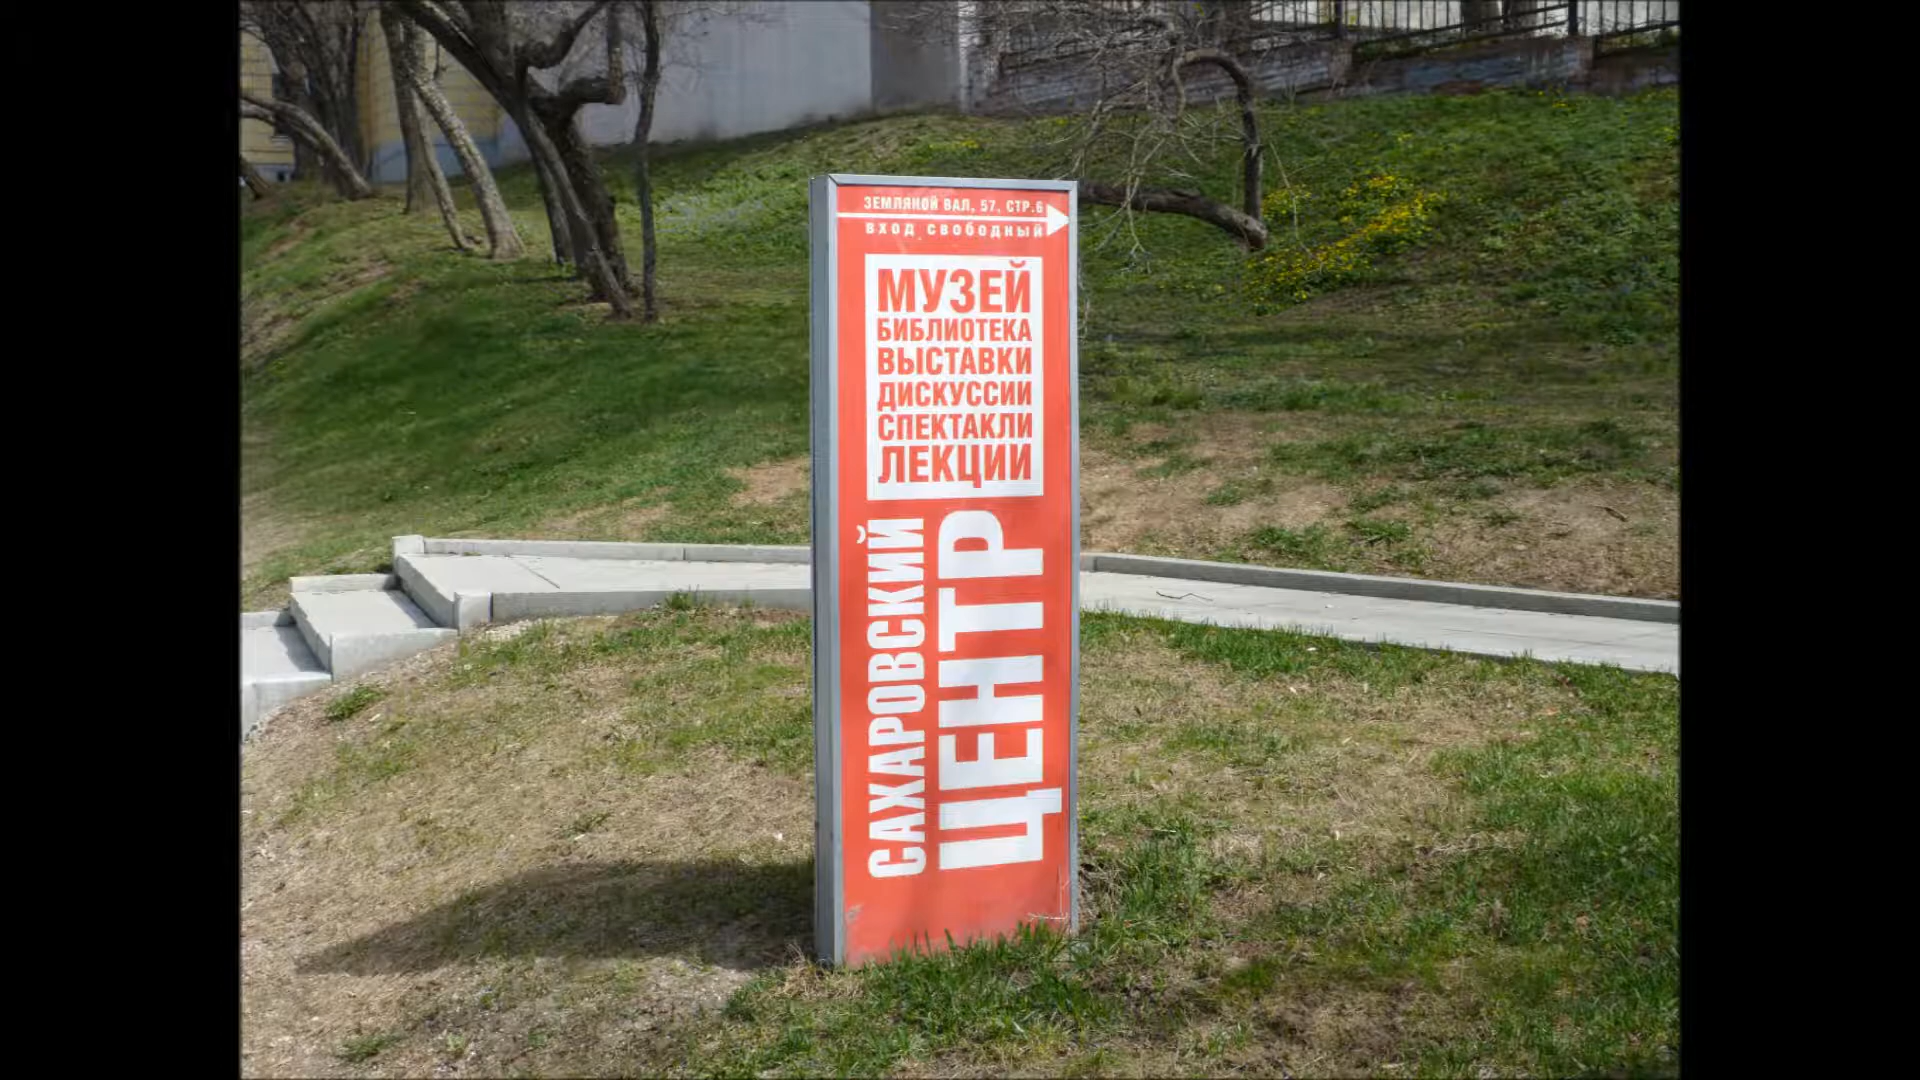 ЗЕМЛЯНОЙ ВАЛ, 57, СТР.6
ВХОД СВОБОДНЫЙ
МУЗЕЙ
БИБЛИОТЕКА
ВЫСТАВКИ
ДИСКУССИИ
СПЕКТАКЛИ
ЛЕКЦИИ
САХАРОВСКИЙ
ЦЕНТР